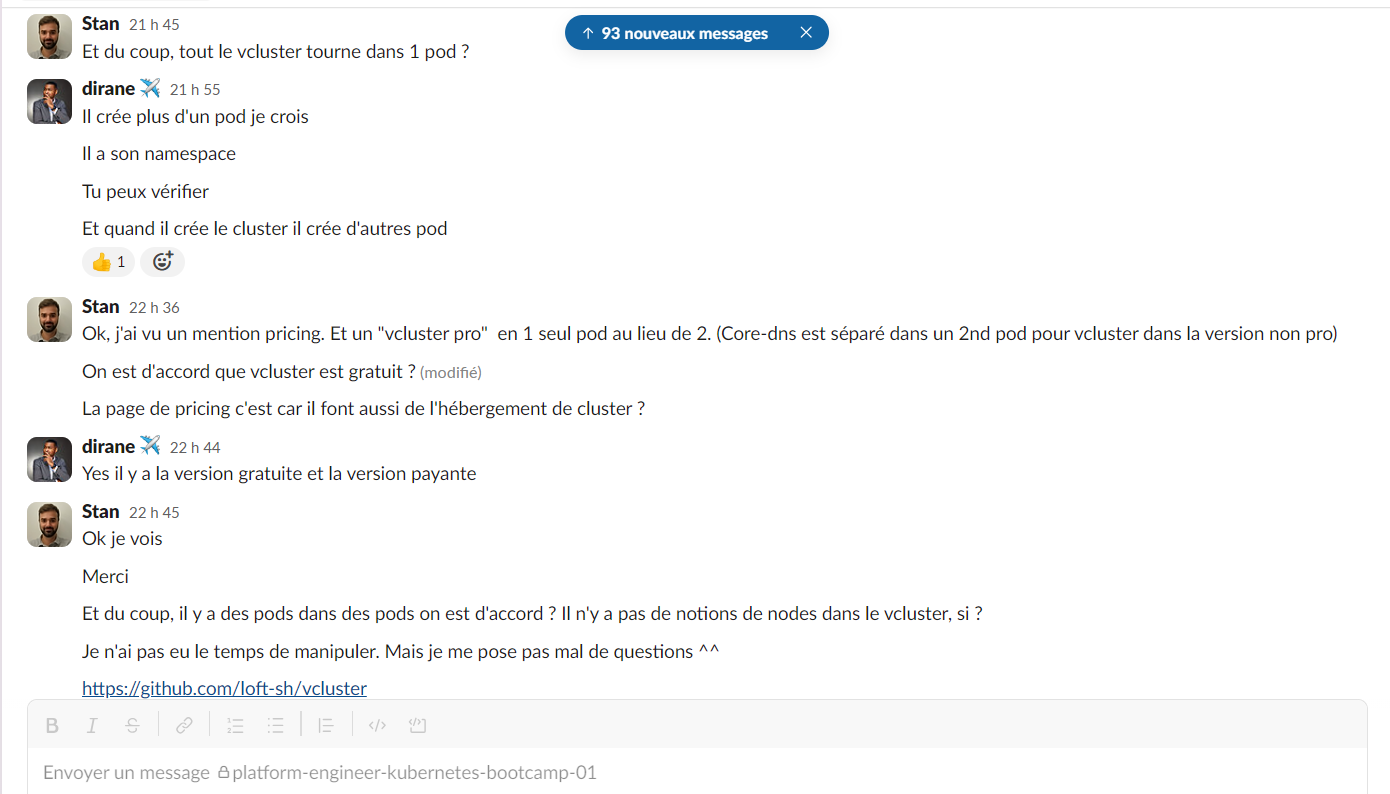 Stan 21 h 45
↑ 93 nouveaux messages ×
Et du coup, tout le vcluster tourne dans 1 pod ?
dirane ✈️ 21 h 55
Il crée plus d'un pod je crois
Il a son namespace
Tu peux vérifier
Et quand il crée le cluster il crée d'autres pod
👍 1
Stan 22 h 36
Ok, j'ai vu un mention pricing. Et un "vcluster pro" en 1 seul pod au lieu de 2. (Core-dns est séparé dans un 2nd pod pour vcluster dans la version non pro)
On est d'accord que vcluster est gratuit ? (modifié)
La page de pricing c'est car il font aussi de l'hébergement de cluster ?
dirane ✈️ 22 h 44
Yes il y a la version gratuite et la version payante
Stan 22 h 45
Ok je vois
Merci
Et du coup, il y a des pods dans des pods on est d'accord ? Il n'y a pas de notions de nodes dans le vcluster, si ?
Je n'ai pas eu le temps de manipuler. Mais je me pose pas mal de questions ^^
https://github.com/loft-sh/vcluster
Envoyer un message platform-engineer-kubernetes-bootcamp-01